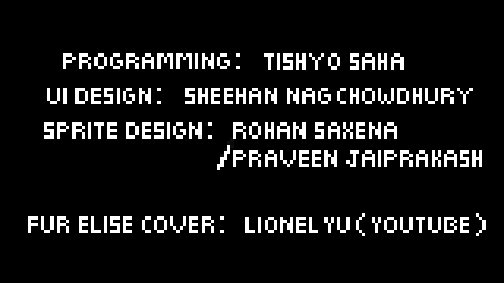 PROGRAMMING: TISHYO SAHA
UI DESIGN: SHEEHAN NAG CHOWDHURY
SPRITE DESIGN: ROHAN SAXENA
/PRAVEEN JAIPRAKASH
FUR ELISE COVER: LIONEL YU (YOUTUBE)